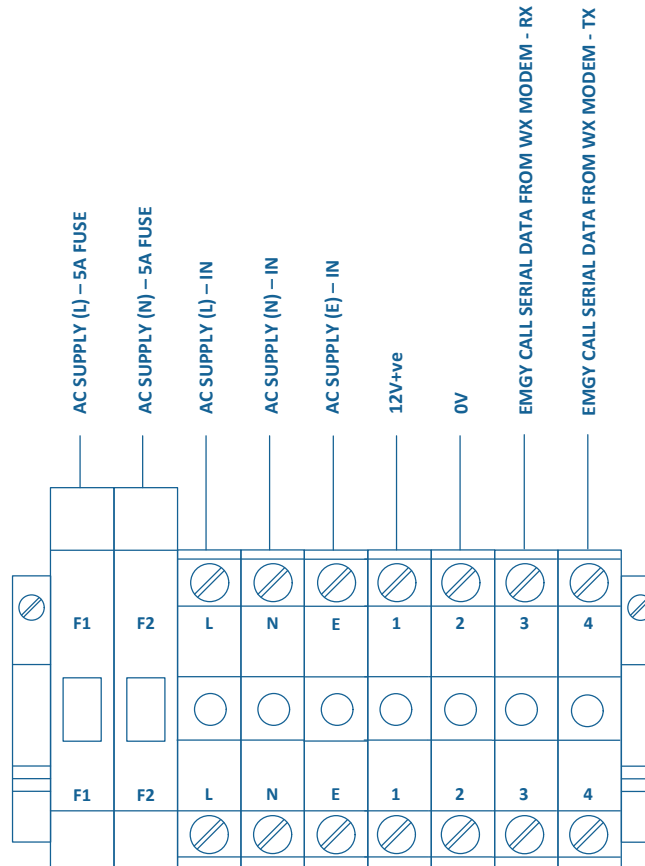 AC SUPPLY (L) – 5A FUSE
AC SUPPLY (N) – 5A FUSE
AC SUPPLY (L) – IN
AC SUPPLY (N) – IN
AC SUPPLY (E) – IN
12V+ve
0V
EMGY CALL SERIAL DATA FROM WX MODEM - RX
EMGY CALL SERIAL DATA FROM WX MODEM - TX
F1 F2 L N E 1 2 3 4
F1 F2 L N E 1 2 3 4